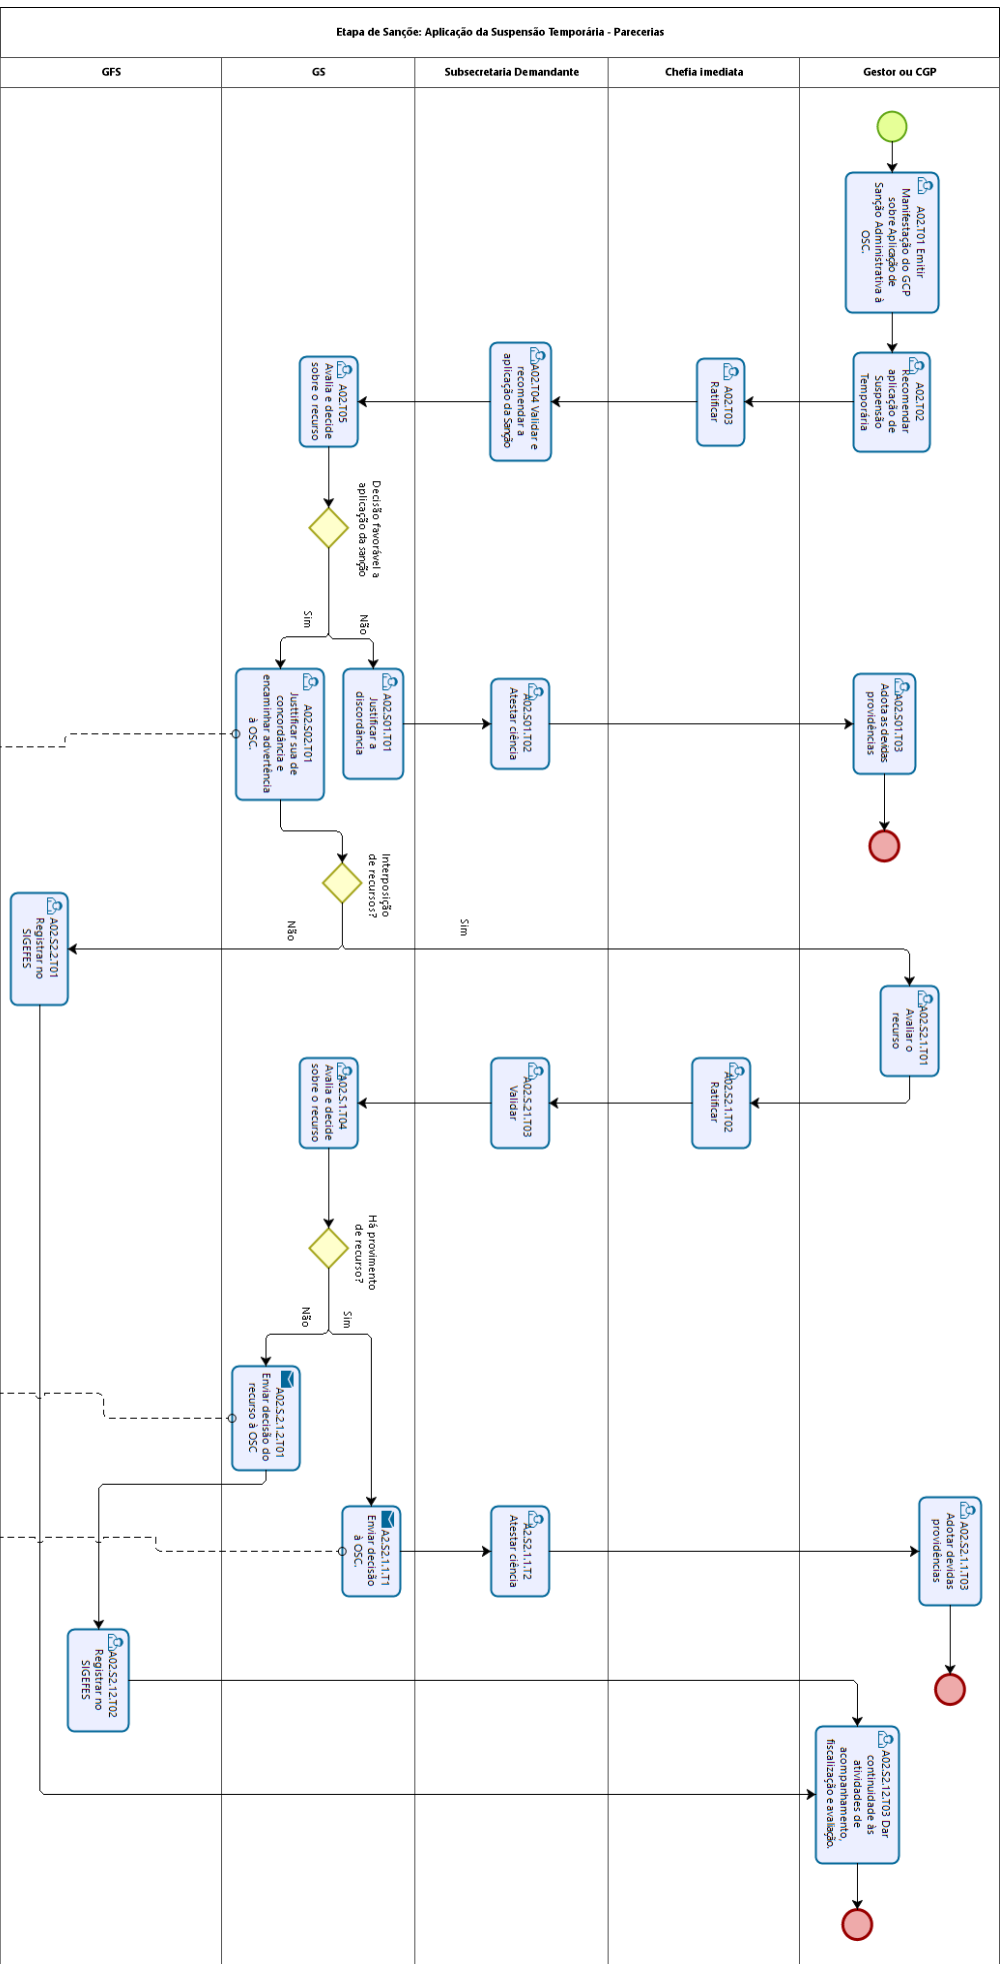 Etapa de Sanção: Aplicação da Suspensão Temporária - Parecerias
GFS
GS
Subsecretaria Demandante
Chefia imediata
Gestor ou CGP
A02.T01 Emitir
Manifestação do GCP
sobre Aplicação de
Sanção Administrativa à
OSC.
A02.T02
Recomendar
aplicação de
Suspensão
Temporária
A02.T03
Ratificar
A02.T04 Validar e
recomendar a
aplicação da Sanção
A02.T05
Avalia e decide
sobre o recurso
Decisão favorável a
aplicação da sanção
Sim
Não
A02.S02.T01
Justtificar sua de
concordância e
encaminhar advertência
à OSC.
A02.S01.T01
Justificar a
discordância
A02.S01.T02
Atestar ciência
A02.S01.T03
Adota as devidas
providências
Interposição
de recursos?
Não
Sim
A02.S2.2.T01
Registrar no
SIGEFES
A02.S2.1.T01
Avaliar o
recurso
A02.S2.1.T02
Ratificar
A02.S.21.T03
Validar
A02.S.1.T04
Avalia e decide
sobre o recurso
Há provimento
de recurso?
Não
Sim
A02.S.2.1.2.T01
Enviar decisão do
recurso à OSC
A2.S2.1.1.T1
Enviar decisão
à OSC.
A2.S2.1.1.T2
Atestar ciência
A02.S2.1.1.T03
Adotar devidas
providências
A02.S2.12.T02
Registrar no
SIGEFES
A02.S2.12.T03 Dar
continuidade às
atividades de
acompanhamento,
fiscalização e avaliação.